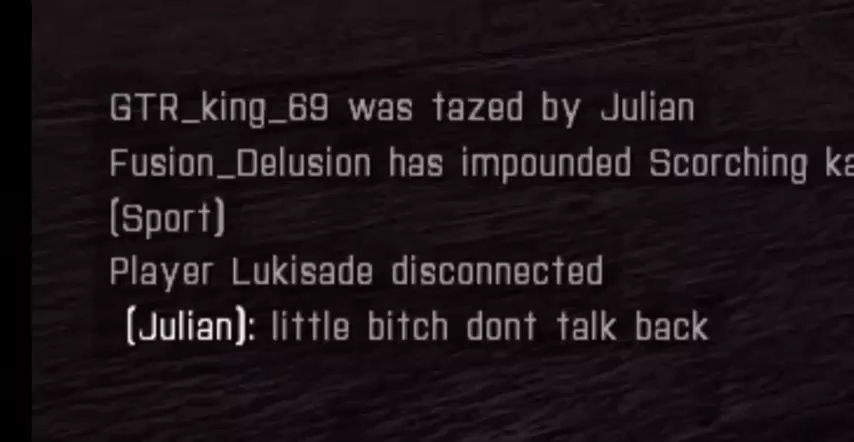 GTR_king_69 was tazed by Julian
Fusion_Delusion has impounded Scorching ka
(Sport)
Player Lukisade disconnected
(Julian): little bitch dont talk back